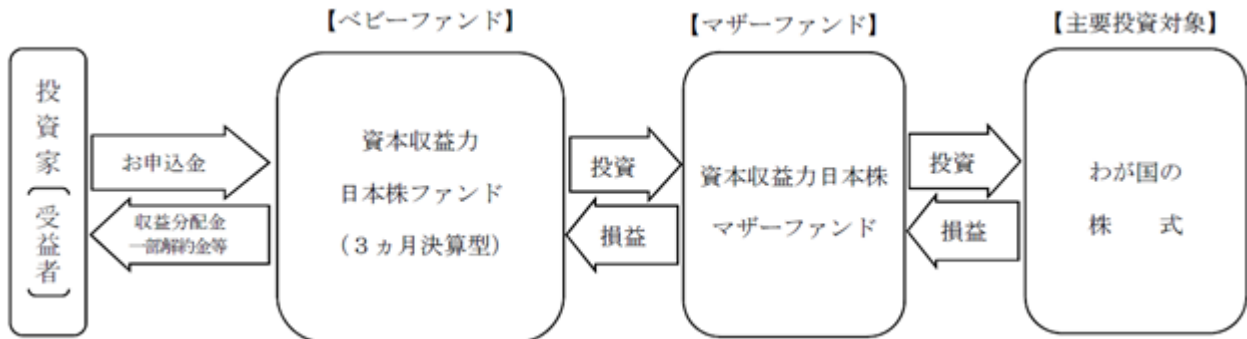 【ベビーファンド】
【マザーファンド】
【主要投資対象】
投資家（受益者）
お申込金
収益分配金
一部解約金等
資本収益力
日本株ファンド
（３ヵ月決算型）
投資
損益
資本収益力日本株
マザーファンド
投資
損益
わが国の
株　式